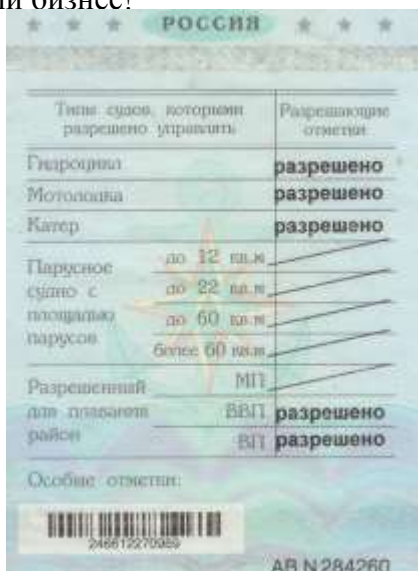 бизнес!
РОССИЯ
Типы судов, которыми разрешено управлять
Разрешающие отметки
Гидроцикл разрешено
Мотолодка разрешено
Катер разрешено
Парусное судно с площадью парусов
до 12 кв.м
до 22 кв.м
до 60 кв.м
более 60 кв.м
Разрешенный для плавания район
МП
ВВП разрешено
ВП разрешено
Особые отметки:
246612270989
АВ N 284260